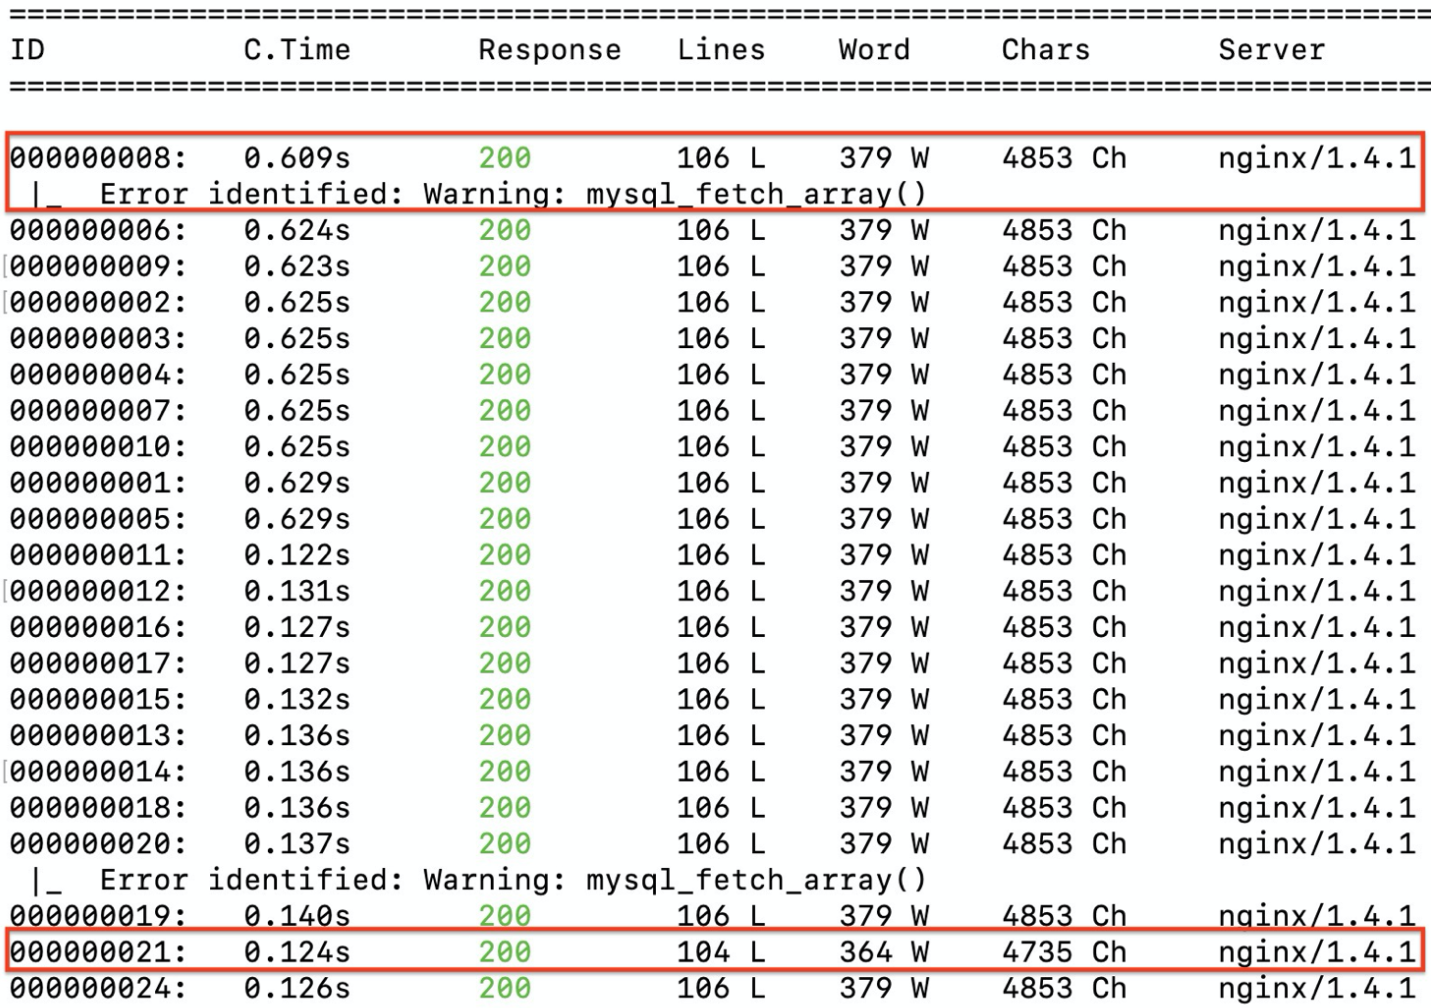 ================================================================================
ID C.Time Response Lines Word Chars Server
================================================================================
000000008: 0.609s 200 106 L 379 W 4853 Ch nginx/1.4.1
|_ Error identified: Warning: mysql_fetch_array()
000000006: 0.624s 200 106 L 379 W 4853 Ch nginx/1.4.1
[000000009: 0.623s 200 106 L 379 W 4853 Ch nginx/1.4.1
[000000002: 0.625s 200 106 L 379 W 4853 Ch nginx/1.4.1
000000003: 0.625s 200 106 L 379 W 4853 Ch nginx/1.4.1
000000004: 0.625s 200 106 L 379 W 4853 Ch nginx/1.4.1
000000007: 0.625s 200 106 L 379 W 4853 Ch nginx/1.4.1
000000010: 0.625s 200 106 L 379 W 4853 Ch nginx/1.4.1
000000001: 0.629s 200 106 L 379 W 4853 Ch nginx/1.4.1
000000005: 0.629s 200 106 L 379 W 4853 Ch nginx/1.4.1
000000011: 0.122s 200 106 L 379 W 4853 Ch nginx/1.4.1
[000000012: 0.131s 200 106 L 379 W 4853 Ch nginx/1.4.1
000000016: 0.127s 200 106 L 379 W 4853 Ch nginx/1.4.1
000000017: 0.127s 200 106 L 379 W 4853 Ch nginx/1.4.1
000000015: 0.132s 200 106 L 379 W 4853 Ch nginx/1.4.1
000000013: 0.136s 200 106 L 379 W 4853 Ch nginx/1.4.1
[000000014: 0.136s 200 106 L 379 W 4853 Ch nginx/1.4.1
000000018: 0.136s 200 106 L 379 W 4853 Ch nginx/1.4.1
000000020: 0.137s 200 106 L 379 W 4853 Ch nginx/1.4.1
|_ Error identified: Warning: mysql_fetch_array()
000000019: 0.140s 200 106 L 379 W 4853 Ch nginx/1.4.1
000000021: 0.124s 200 104 L 364 W 4735 Ch nginx/1.4.1
000000024: 0.126s 200 106 L 379 W 4853 Ch nginx/1.4.1